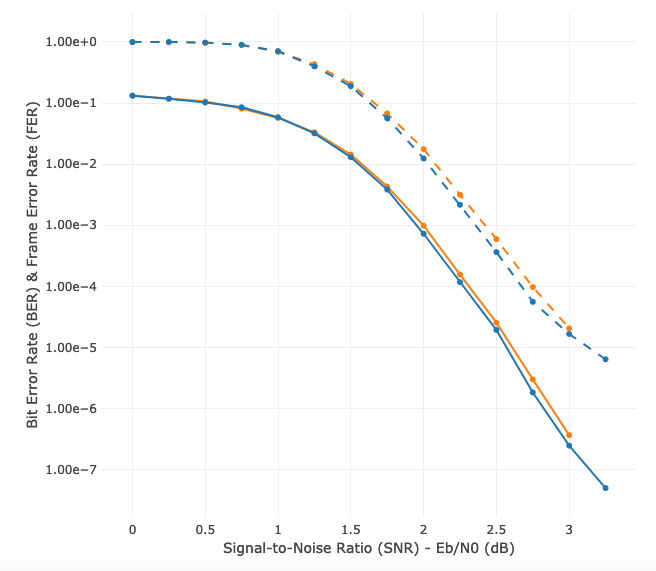 1.00e+0
1.00e−1
1.00e−2
1.00e−3
1.00e−4
1.00e−5
1.00e−6
1.00e−7
Bit Error Rate (BER) & Frame Error Rate (FER)
0 0.5 1 1.5 2 2.5 3
Signal-to-Noise Ratio (SNR) - Eb/N0 (dB)